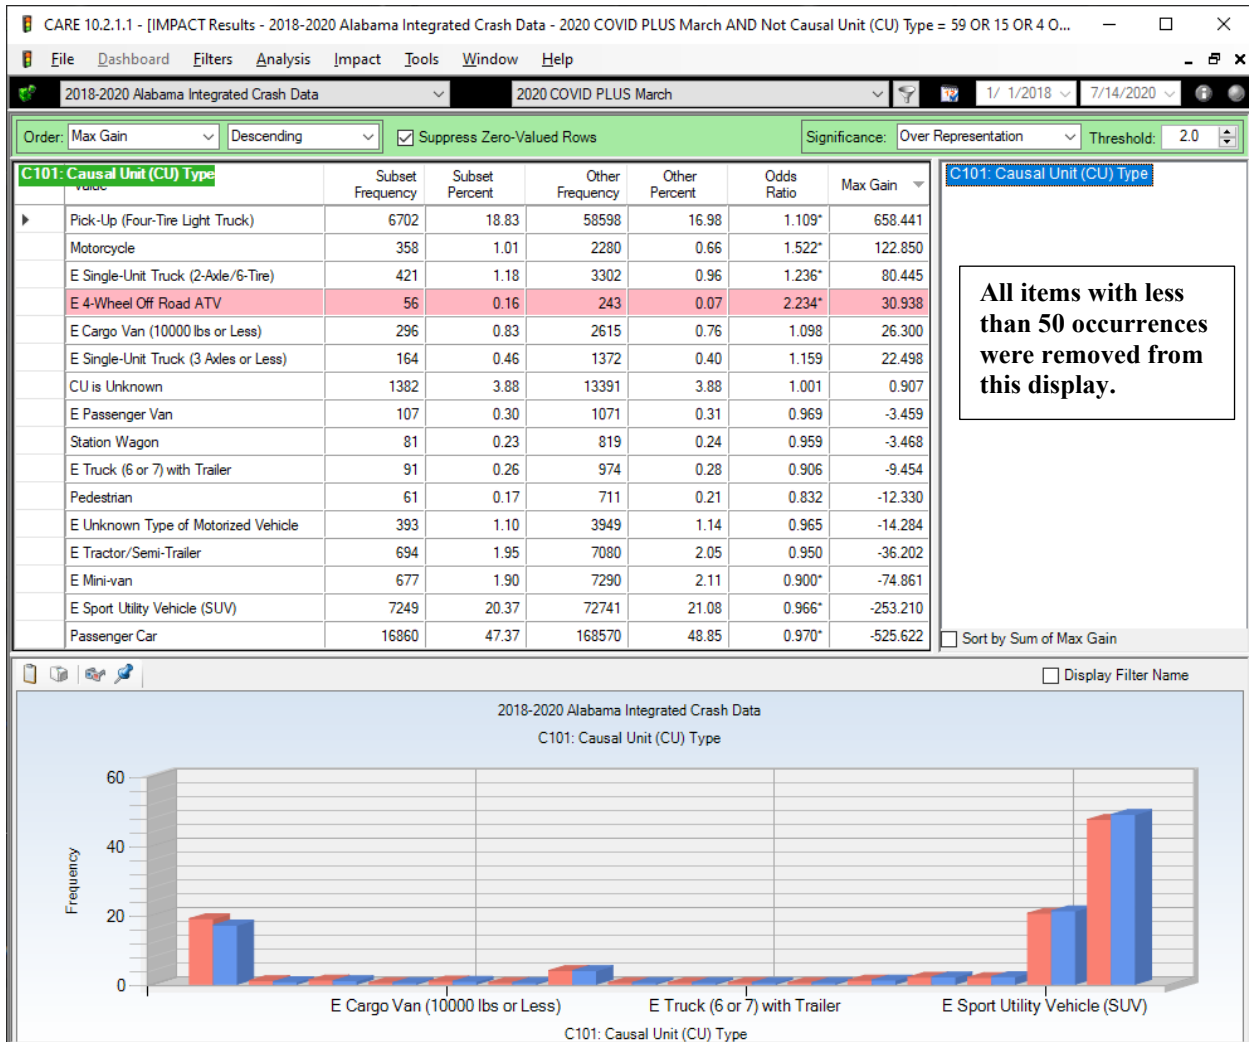 CARE 10.2.1.1 - [IMPACT Results - 2018-2020 Alabama Integrated Crash Data - 2020 COVID PLUS March AND Not Causal Unit (CU) Type = 59 OR 15 OR 4 O...
File Dashboard Filters Analysis Impact Tools Window Help
2018-2020 Alabama Integrated Crash Data 2020 COVID PLUS March 1/ 1/2018 7/14/2020
Order: Max Gain Descending Suppress Zero-Valued Rows Significance: Over Representation Threshold: 2.0
C101: Causal Unit (CU) Type Subset Frequency Subset Percent Other Frequency Other Percent Odds Ratio Max Gain
Pick-Up (Four-Tire Light Truck) 6702 18.83 58598 16.98 1.109* 658.441
Motorcycle 358 1.01 2280 0.66 1.522* 122.850
E Single-Unit Truck (2-Axle/6-Tire) 421 1.18 3302 0.96 1.236* 80.445
E 4-Wheel Off Road ATV 56 0.16 243 0.07 2.234* 30.938
E Cargo Van (10000 lbs or Less) 296 0.83 2615 0.76 1.098 26.300
E Single-Unit Truck (3 Axles or Less) 164 0.46 1372 0.40 1.159 22.498
CU is Unknown 1382 3.88 13391 3.88 1.001 0.907
E Passenger Van 107 0.30 1071 0.31 0.969 -3.459
Station Wagon 81 0.23 819 0.24 0.959 -3.468
E Truck (6 or 7) with Trailer 91 0.26 974 0.28 0.906 -9.454
Pedestrian 61 0.17 711 0.21 0.832 -12.330
E Unknown Type of Motorized Vehicle 393 1.10 3949 1.14 0.965 -14.284
E Tractor/Semi-Trailer 694 1.95 7080 2.05 0.950 -36.202
E Mini-van 677 1.90 7290 2.11 0.900* -74.861
E Sport Utility Vehicle (SUV) 7249 20.37 72741 21.08 0.966* -253.210
Passenger Car 16860 47.37 168570 48.85 0.970* -525.622
C101: Causal Unit (CU) Type
All items with less
than 50 occurrences
were removed from
this display.
Sort by Sum of Max Gain
Display Filter Name
2018-2020 Alabama Integrated Crash Data
C101: Causal Unit (CU) Type
60
40
20
0
Frequency
E Cargo Van (10000 lbs or Less) E Truck (6 or 7) with Trailer E Sport Utility Vehicle (SUV)
C101: Causal Unit (CU) Type